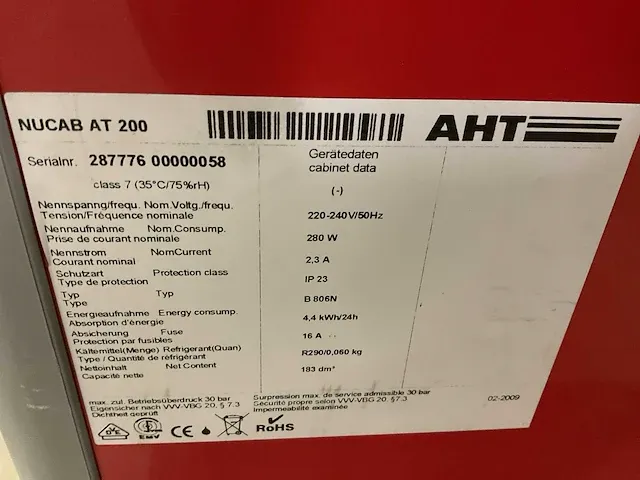 NUCAB AT 200
AHT
Serialnr. 287776 00000058
class 7 (35°C/75%rH)
Gerätedaten
cabinet data
(-)
Nennspanng/frequ. Nom.Voltg./frequ.
Tension/Fréquence nominale
220-240V/50Hz
Nennaufnahme Nom.Consump.
Prise de courant nominale
280 W
Nennstrom NomCurrent
Courant nominal
2,3 A
Schutzart Protection class
Type de protection
IP 23
Typ Typ
Type
B 806N
Energieaufnahme Energy consump.
Absorption d'énergie
4,4 kWh/24h
Absicherung Fuse
Protection par fusibles
16 A
Kältemittel(Menge) Refrigerant(Quan)
Type / Quantité de réfrigérant
R290/0,060 kg
Nettoinhalt Net Content
Capacité nette
183 dm³
max. zul. Betriebsüberdruck 30 bar
Eigensicher nach VVV-VBG 20. § 7.3
Dichtheit geprüft
Surpression max. de service admissible 30 bar
Sécurité propre selon VVV-VBG 20. § 7.3
Imperméabilité examinée
02-2009
DVE
EMV
CE
RoHS